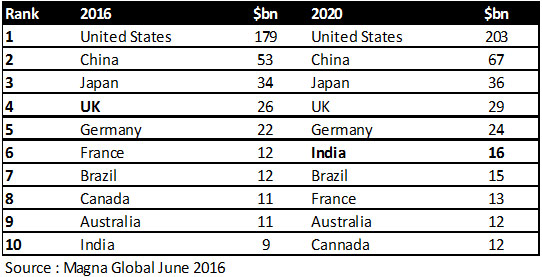 Rank 2016 $bn 2020 $bn
1 United States 179 United States 203
2 China 53 China 67
3 Japan 34 Japan 36
4 UK 26 UK 29
5 Germany 22 Germany 24
6 France 12 India 16
7 Brazil 12 Brazil 15
8 Canada 11 France 13
9 Australia 11 Australia 12
10 India 9 Cannada 12
Source : Magna Global June 2016